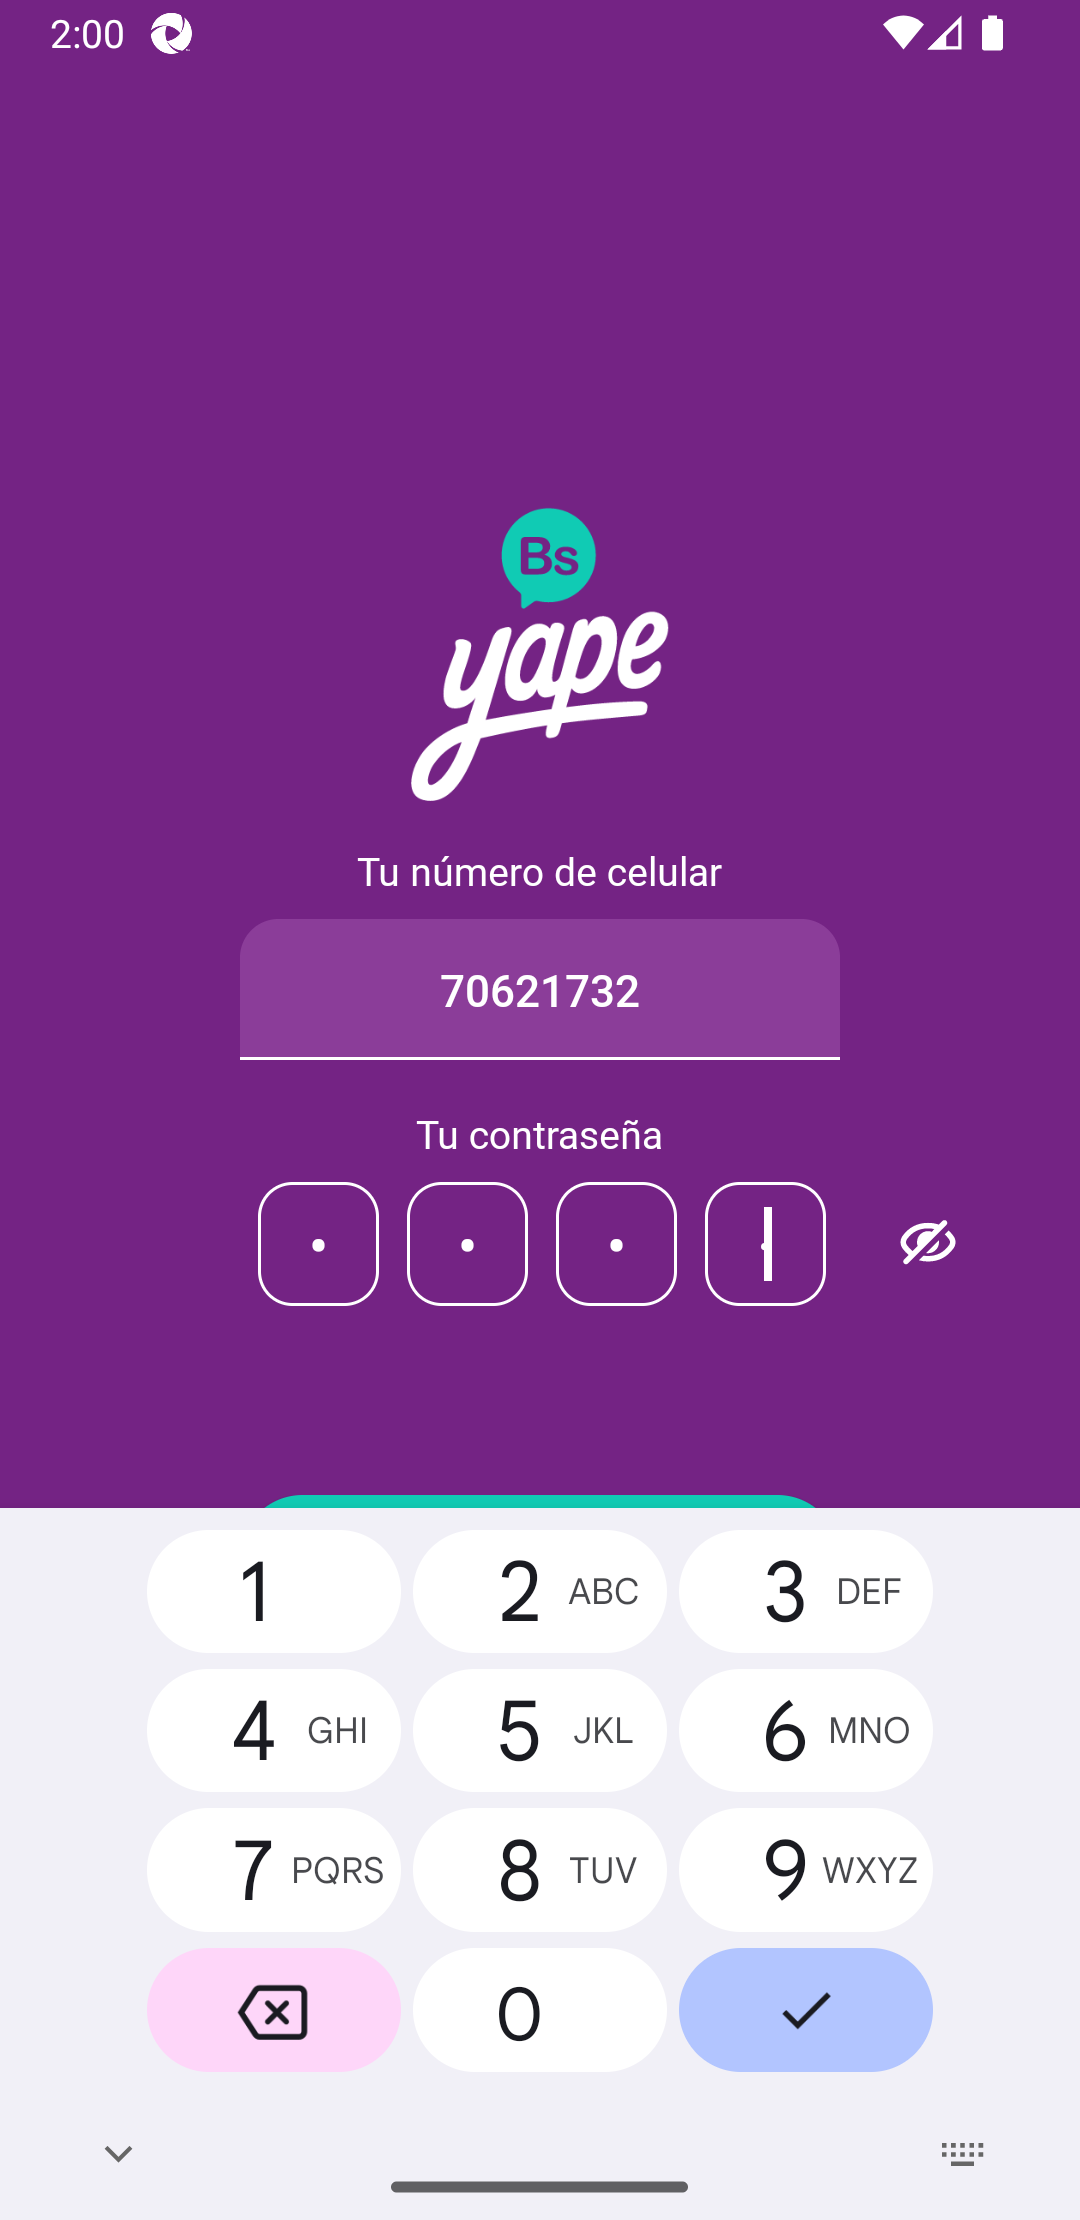 2:00
Bs
yape
Tu número de celular
70621732
Tu contraseña
1
2 ABC
3 DEF
4 GHI
5 JKL
6 MNO
7 PQRS
8 TUV
9 WXYZ
0